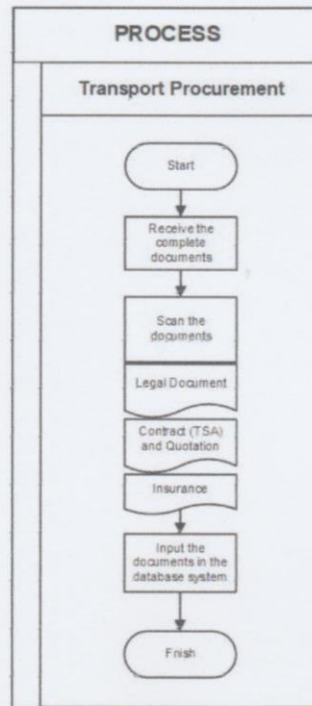 PROCESS
Transport Procurement
Start
Receive the
complete
documents
Scan the
documents
Legal Document
Contract (TSA)
and Quotation
Insurance
Input the
documents in the
database system
Fnish